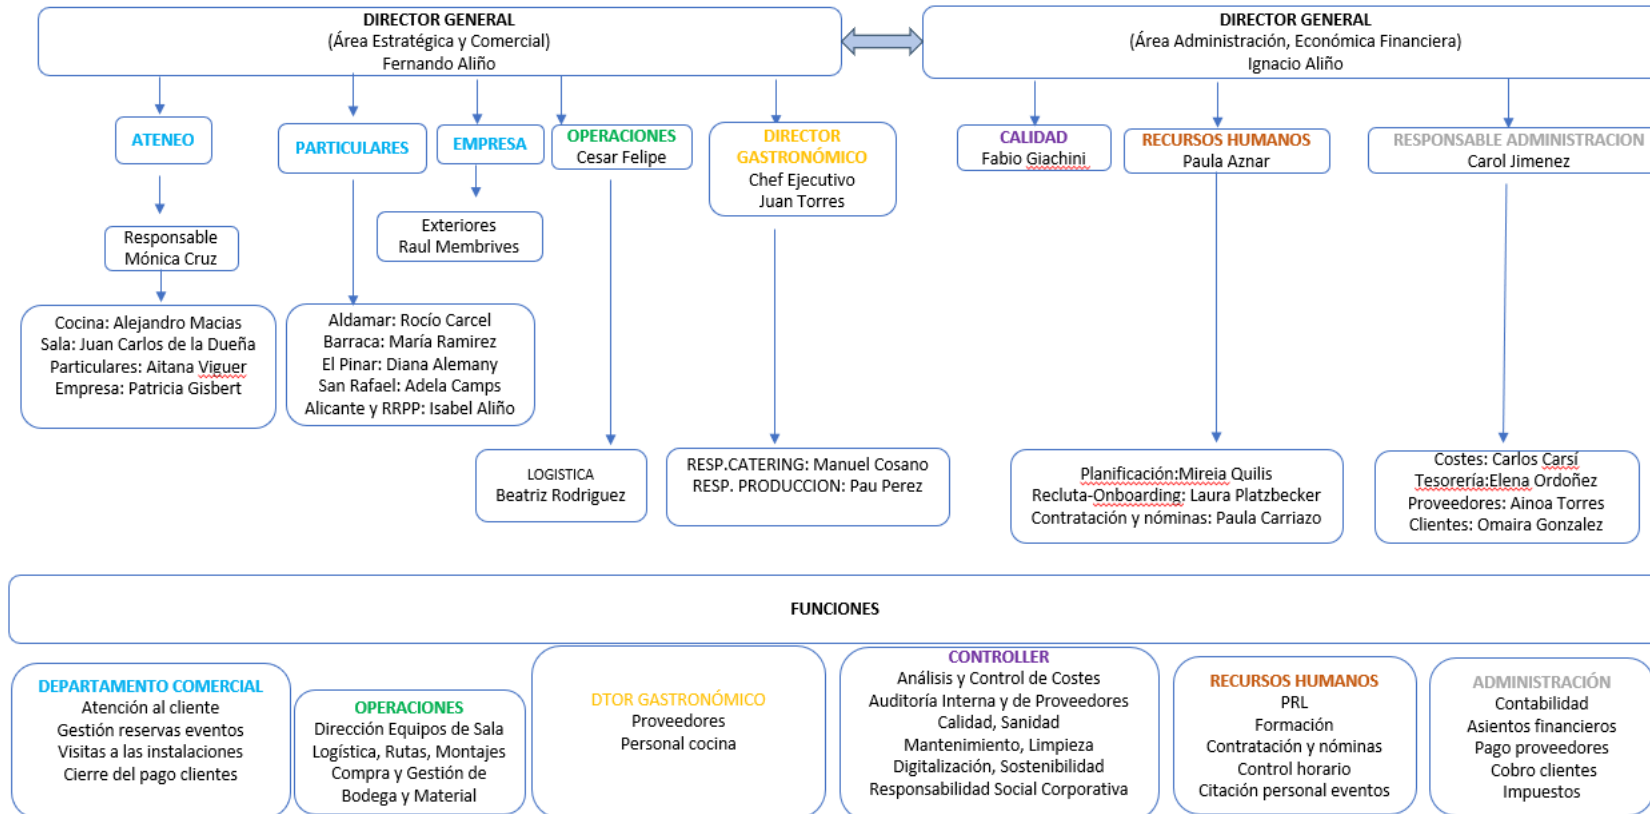 DIRECTOR GENERAL
(Área Estratégica y Comercial)
Fernando Aliño
DIRECTOR GENERAL
(Área Administración, Económica Financiera)
Ignacio Aliño
ATENEO
PARTICULARES
EMPRESA
OPERACIONES
Cesar Felipe
DIRECTOR
GASTRONÓMICO
Chef Ejecutivo
Juan Torres
CALIDAD
Fabio Giachini
RECURSOS HUMANOS
Paula Aznar
RESPONSABLE ADMINISTRACION
Carol Jimenez
Responsable
Mónica Cruz
Exteriores
Raul Membrives
Cocina: Alejandro Macias
Sala: Juan Carlos de la Dueña
Particulares: Aitana Viguer
Empresa: Patricia Gisbert
Aldamar: Rocío Carcel
Barraca: María Ramirez
El Pinar: Diana Alemany
San Rafael: Adela Camps
Alicante y RRPP: Isabel Aliño
LOGISTICA
Beatriz Rodriguez
RESP.CATERING: Manuel Cosano
RESP. PRODUCCION: Pau Perez
Planificación:Mireia Quilis
Recluta-Onboarding: Laura Platzbecker
Contratación y nóminas: Paula Carriazo
Costes: Carlos Carsí
Tesorería:Elena Ordoñez
Proveedores: Ainoa Torres
Clientes: Omaira Gonzalez
FUNCIONES
DEPARTAMENTO COMERCIAL
Atención al cliente
Gestión reservas eventos
Visitas a las instalaciones
Cierre del pago clientes
OPERACIONES
Dirección Equipos de Sala
Logística, Rutas, Montajes
Compra y Gestión de
Bodega y Material
DTOR GASTRONÓMICO
Proveedores
Personal cocina
CONTROLLER
Análisis y Control de Costes
Auditoría Interna y de Proveedores
Calidad, Sanidad
Mantenimiento, Limpieza
Digitalización, Sostenibilidad
Responsabilidad Social Corporativa
RECURSOS HUMANOS
PRL
Formación
Contratación y nóminas
Control horario
Citación personal eventos
ADMINISTRACIÓN
Contabilidad
Asientos financieros
Pago proveedores
Cobro clientes
Impuestos